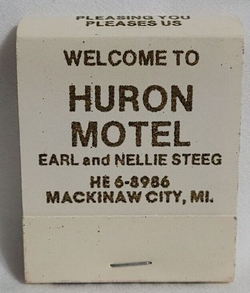 PLEASING YOU
PLEASES US
WELCOME TO
HURON
MOTEL
EARL and NELLIE STEEG
HE 6-8986
MACKINAW CITY, MI.